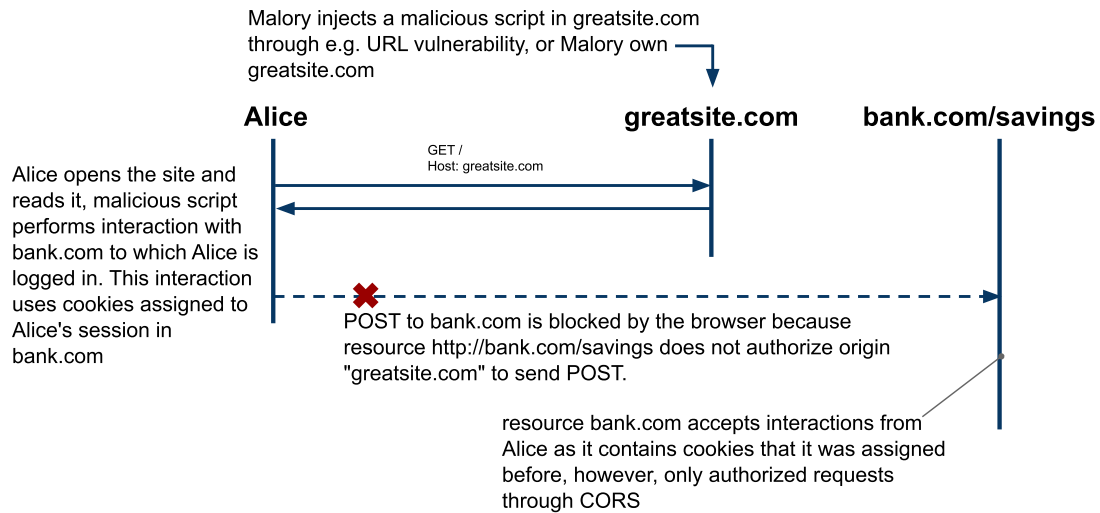 Malory injects a malicious script in greatsite.com
through e.g. URL vulnerability, or Malory own
greatsite.com
Alice
greatsite.com
bank.com/savings
GET /
Host: greatsite.com
Alice opens the site and
reads it, malicious script
performs interaction with
bank.com to which Alice is
logged in. This interaction
uses cookies assigned to
Alice's session in
bank.com
POST to bank.com is blocked by the browser because
resource http://bank.com/savings does not authorize origin
"greatsite.com" to send POST.
resource bank.com accepts interactions from
Alice as it contains cookies that it was assigned
before, however, only authorized requests
through CORS